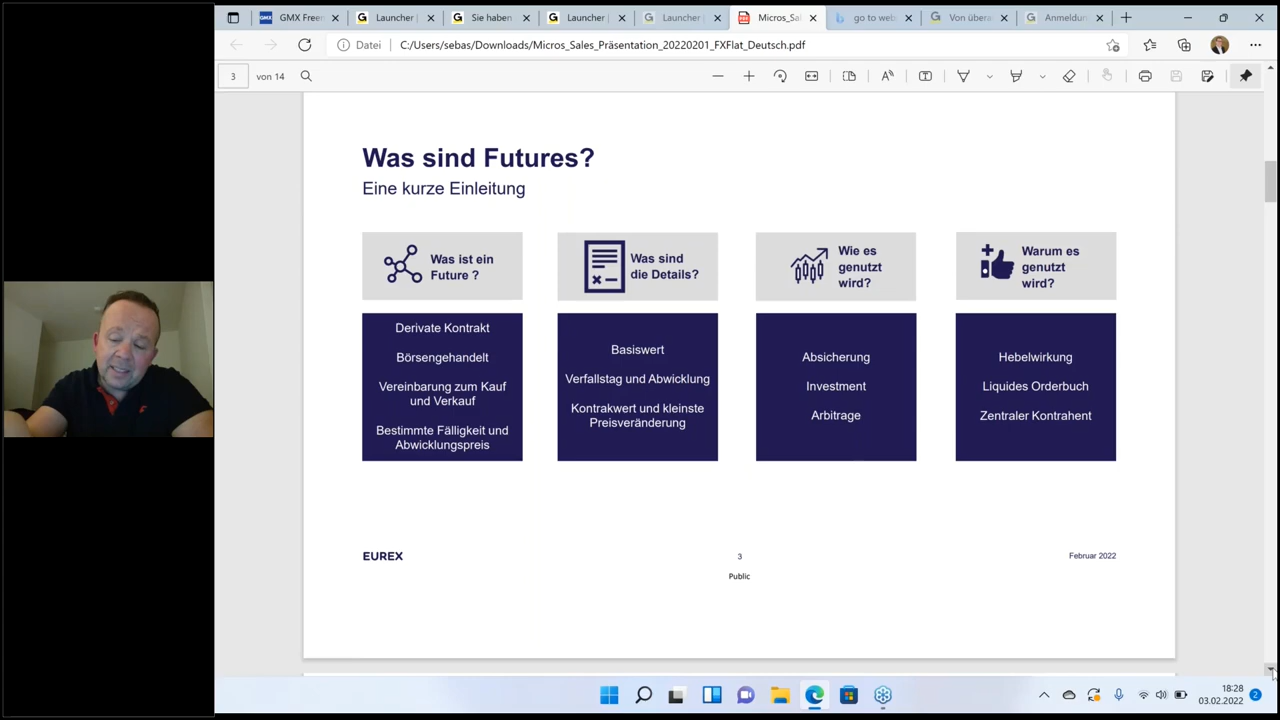 GMX Freen
Launcher
Sie haben
Launcher
Launcher
Micros_Sal
go to web
Von übera
Anmeldun
Datei
C:/Users/sebas/Downloads/Micros_Sales_Präsentation_20220201_FXFlat_Deutsch.pdf
3 von 14
Was sind Futures?
Eine kurze Einleitung
Was ist ein
Future ?
Derivate Kontrakt
Börsengehandelt
Vereinbarung zum Kauf
und Verkauf
Bestimmte Fälligkeit und
Abwicklungspreis
Was sind
die Details?
Basiswert
Verfallstag und Abwicklung
Kontrakwert und kleinste
Preisveränderung
Wie es
genutzt
wird?
Absicherung
Investment
Arbitrage
Warum es
genutzt
wird?
Hebelwirkung
Liquides Orderbuch
Zentraler Kontrahent
EUREX
3
Februar 2022
Public
18:28
03.02.2022
2